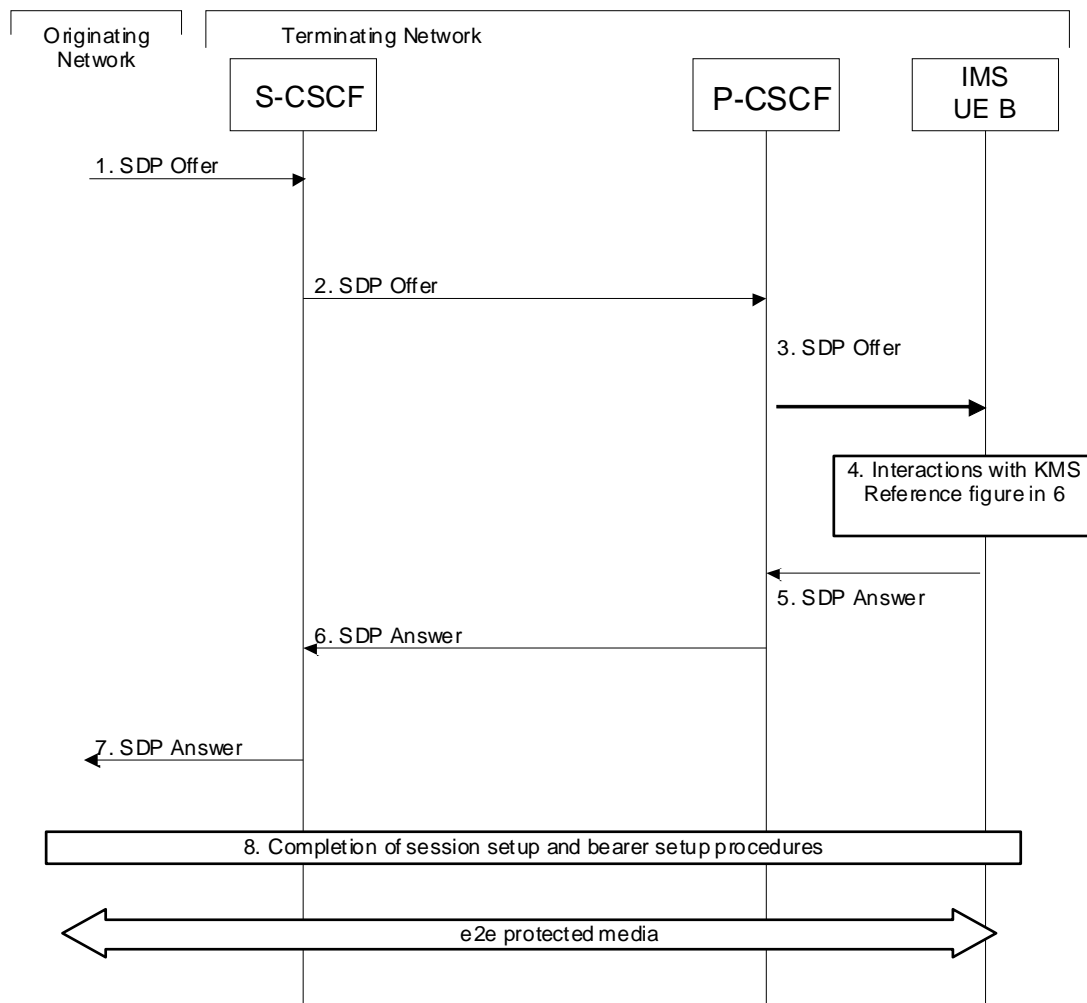 Originating
Network
Terminating Network
S-CSCF
P-CSCF
IMS
UE B
1. SDP Offer
2. SDP Offer
3. SDP Offer
4. Interactions with KMS
Reference figure in 6
5. SDP Answer
6. SDP Answer
7. SDP Answer
8. Completion of session setup and bearer setup procedures
e2e protected media